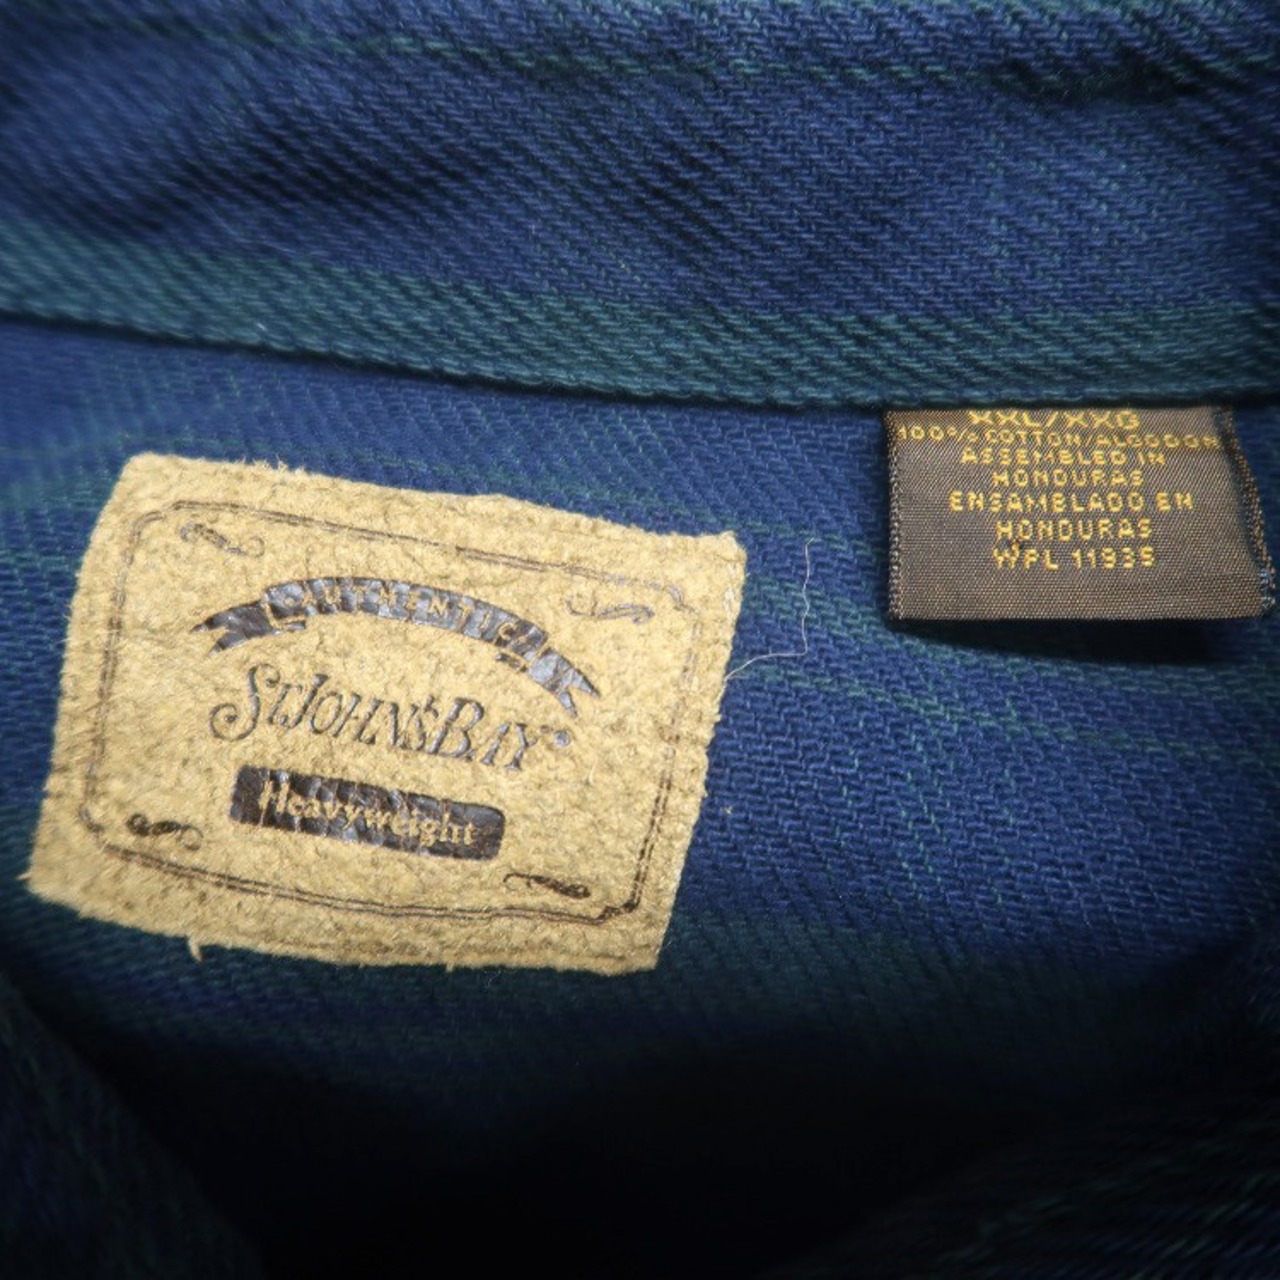 AUTHENTIC
ST. JOHN'S BAY®
Heavyweight
XXL/XXG
100% COTTON/ALGODON
ASSEMBLED IN
HONDURAS
ENSAMBLADO EN
HONDURAS
WPL 11935